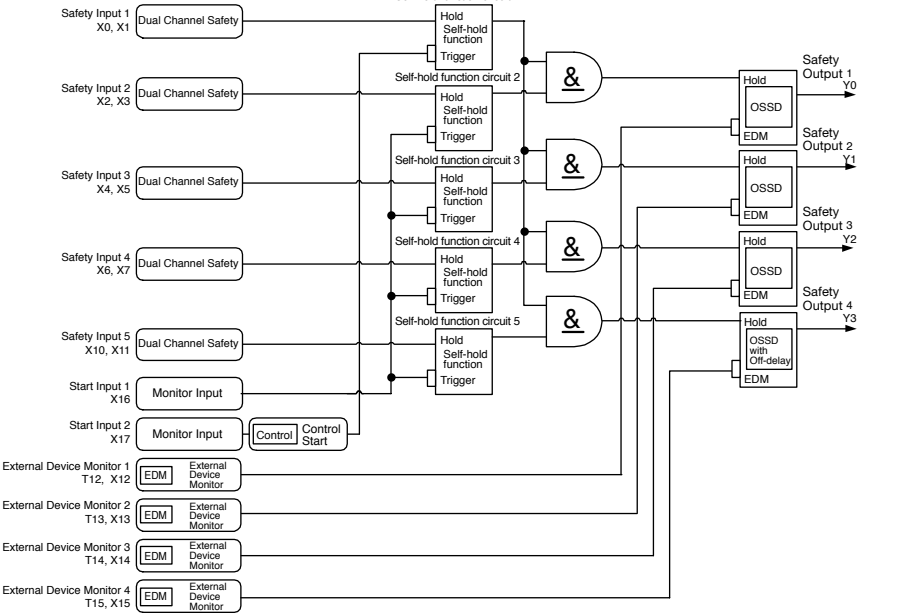 Safety Input 1
X0, X1
Dual Channel Safety
Hold
Self-hold
function
Trigger
Self-hold function circuit 2
Safety Input 2
X2, X3
Dual Channel Safety
Hold
Self-hold
function
Trigger
Self-hold function circuit 3
Safety Input 3
X4, X5
Dual Channel Safety
Hold
Self-hold
function
Trigger
Self-hold function circuit 4
Safety Input 4
X6, X7
Dual Channel Safety
Hold
Self-hold
function
Trigger
Self-hold function circuit 5
Safety Input 5
X10, X11
Dual Channel Safety
Hold
Self-hold
function
Trigger
&
&
&
&
Safety
Output 1
Y0
Hold
OSSD
EDM
Safety
Output 2
Y1
Hold
OSSD
EDM
Safety
Output 3
Y2
Hold
OSSD
EDM
Safety
Output 4
Y3
Hold
OSSD
with
Off-delay
EDM
Start Input 1
X16
Monitor Input
Start Input 2
X17
Monitor Input
Control
Control
Start
External Device Monitor 1
T12, X12
EDM
External
Device
Monitor
External Device Monitor 2
T13, X13
EDM
External
Device
Monitor
External Device Monitor 3
T14, X14
EDM
External
Device
Monitor
External Device Monitor 4
T15, X15
EDM
External
Device
Monitor